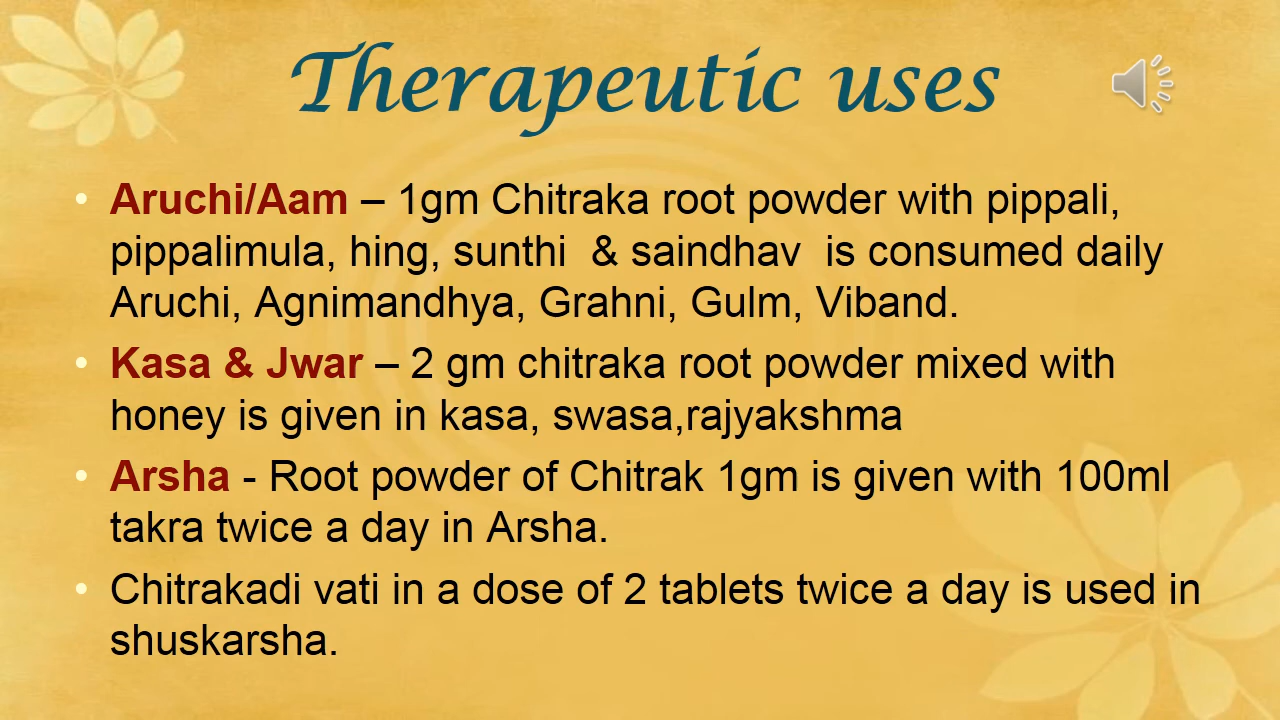 Therapeutic uses
• Aruchi/Aam – 1gm Chitraka root powder with pippali,
pippalimula, hing, sunthi  & saindhav  is consumed daily
Aruchi, Agnimandhya, Grahni, Gulm, Viband.
• Kasa & Jwar – 2 gm chitraka root powder mixed with
honey is given in kasa, swasa,rajyakshma
• Arsha - Root powder of Chitrak 1gm is given with 100ml
takra twice a day in Arsha.
• Chitrakadi vati in a dose of 2 tablets twice a day is used in
shuskarsha.